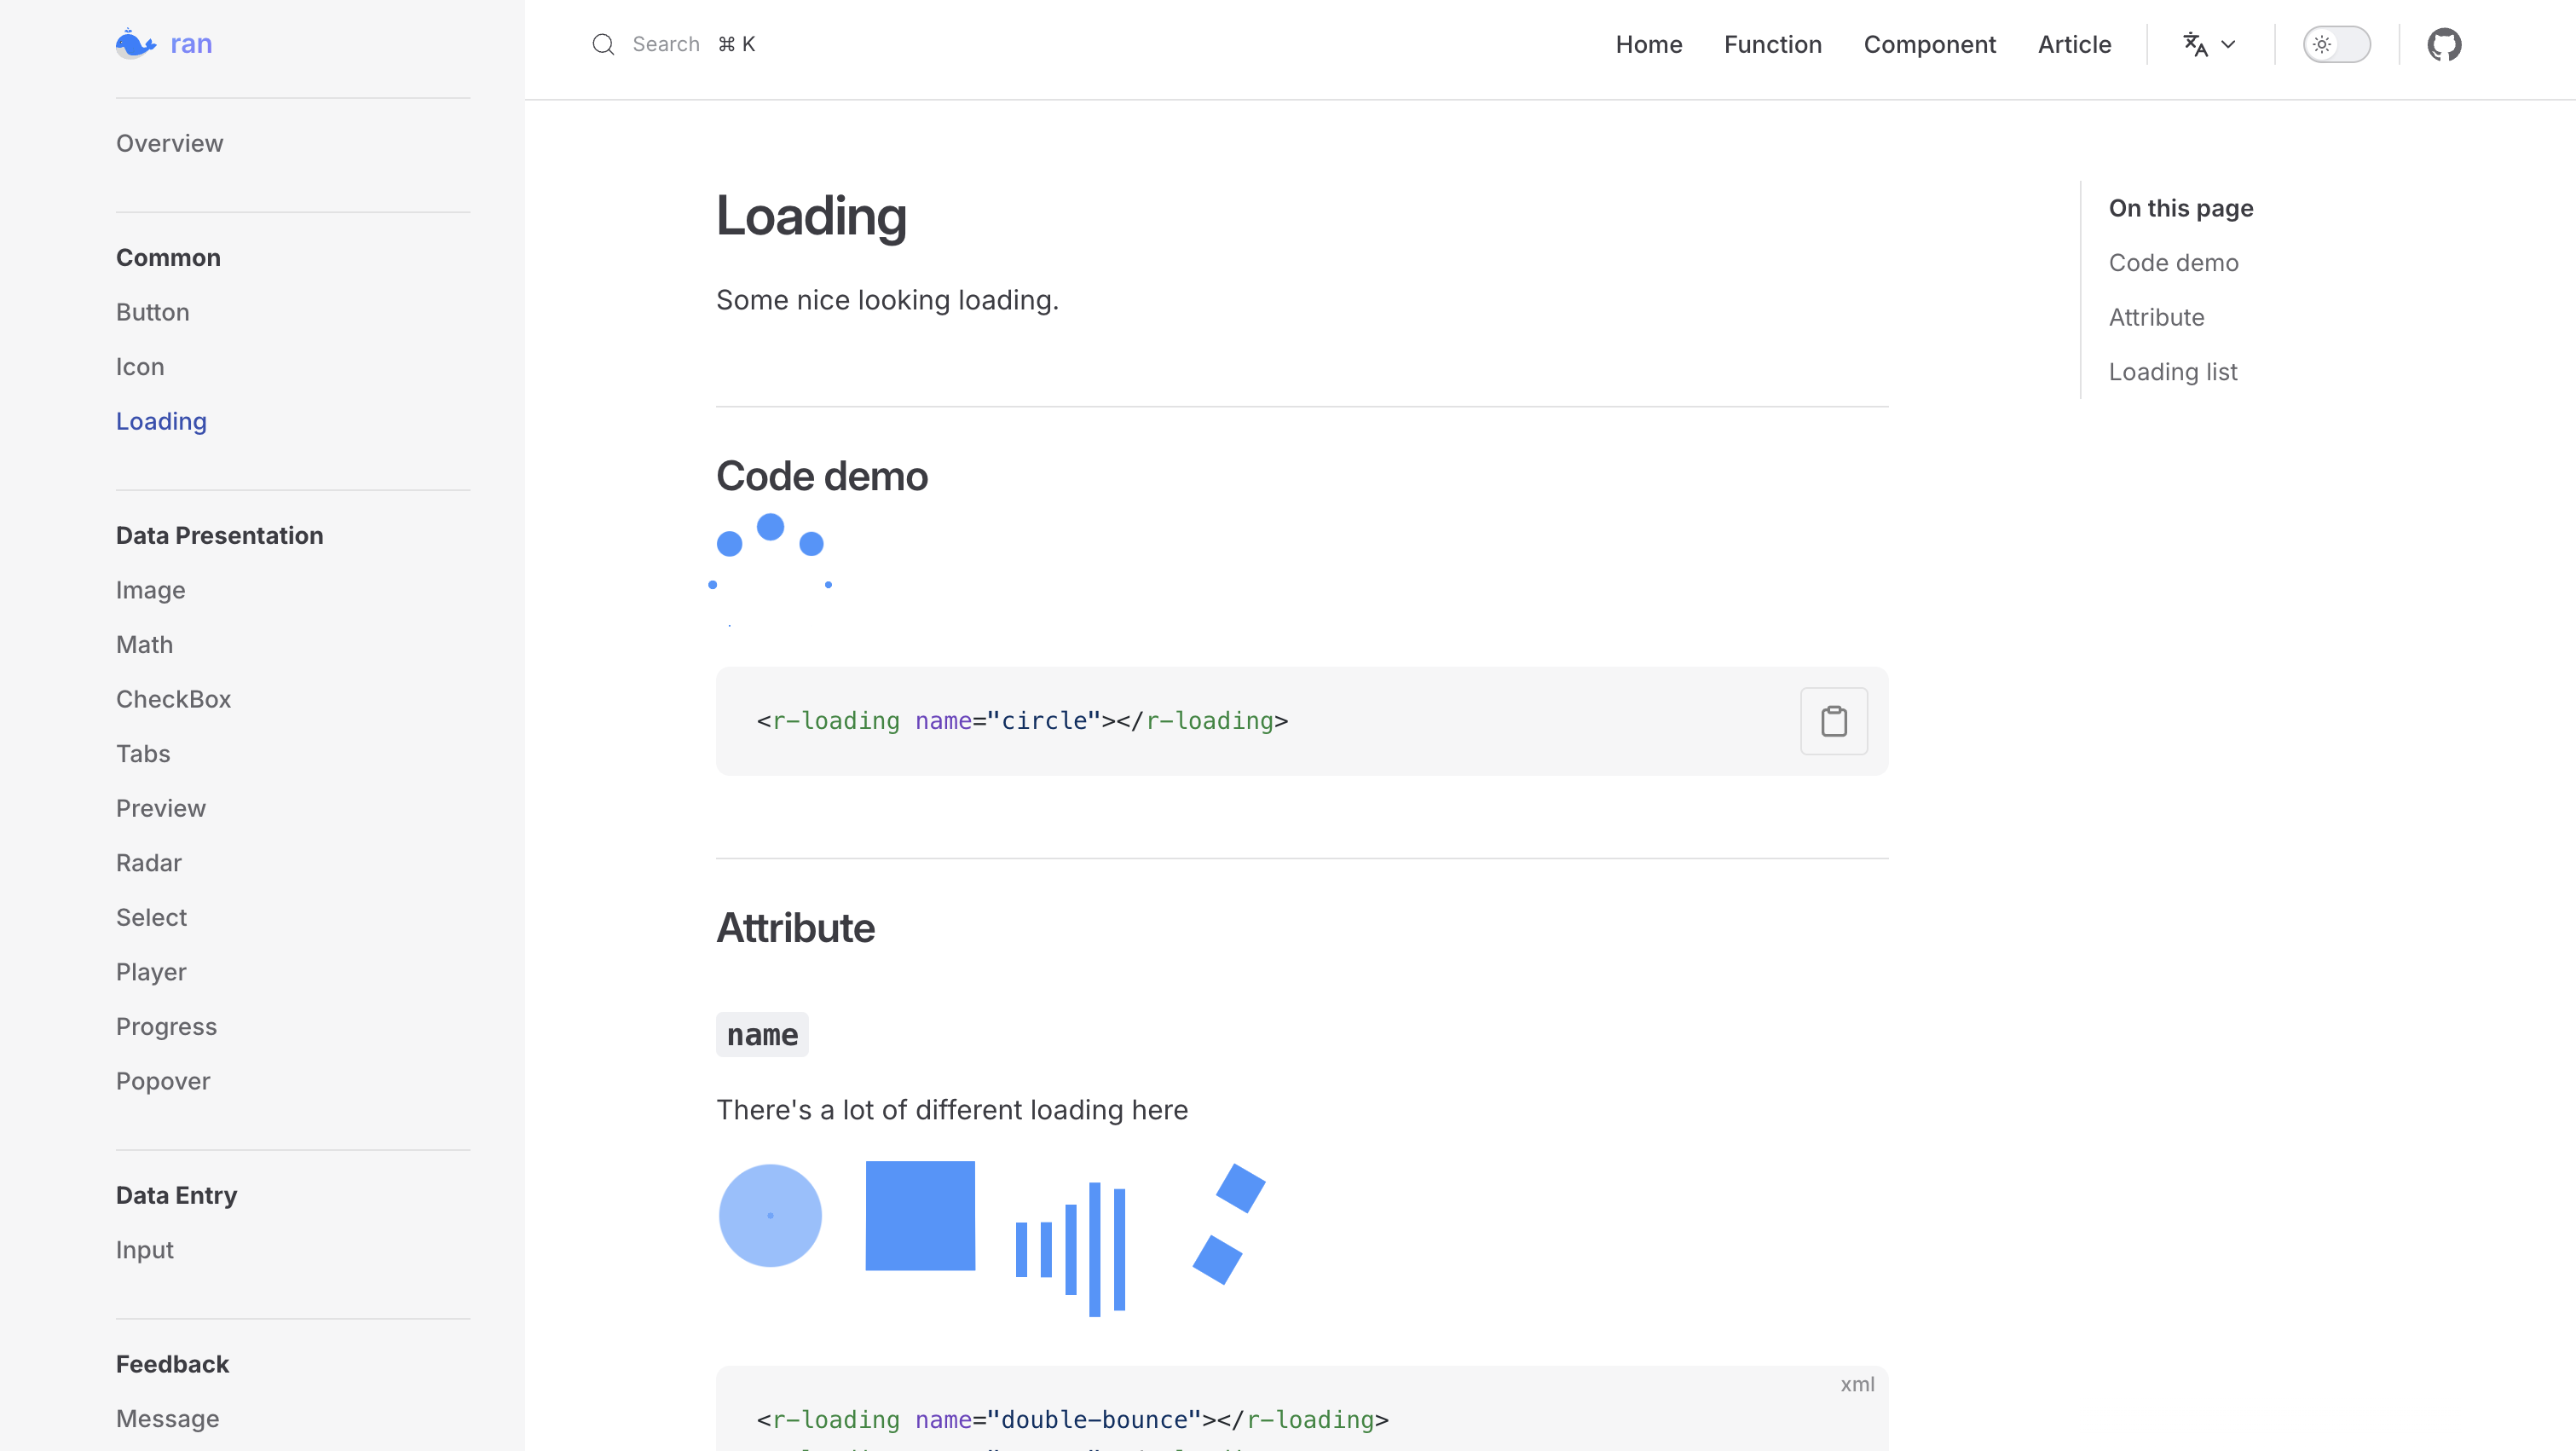 ran
Search ⌘ K
Home
Function
Component
Article
Overview
Common
Button
Icon
Loading
Data Presentation
Image
Math
CheckBox
Tabs
Preview
Radar
Select
Player
Progress
Popover
Data Entry
Input
Feedback
Message
Loading
Some nice looking loading.
Code demo
<r-loading name="circle"></r-loading>
Attribute
name
There's a lot of different loading here
xml
<r-loading name="double-bounce"></r-loading>
On this page
Code demo
Attribute
Loading list